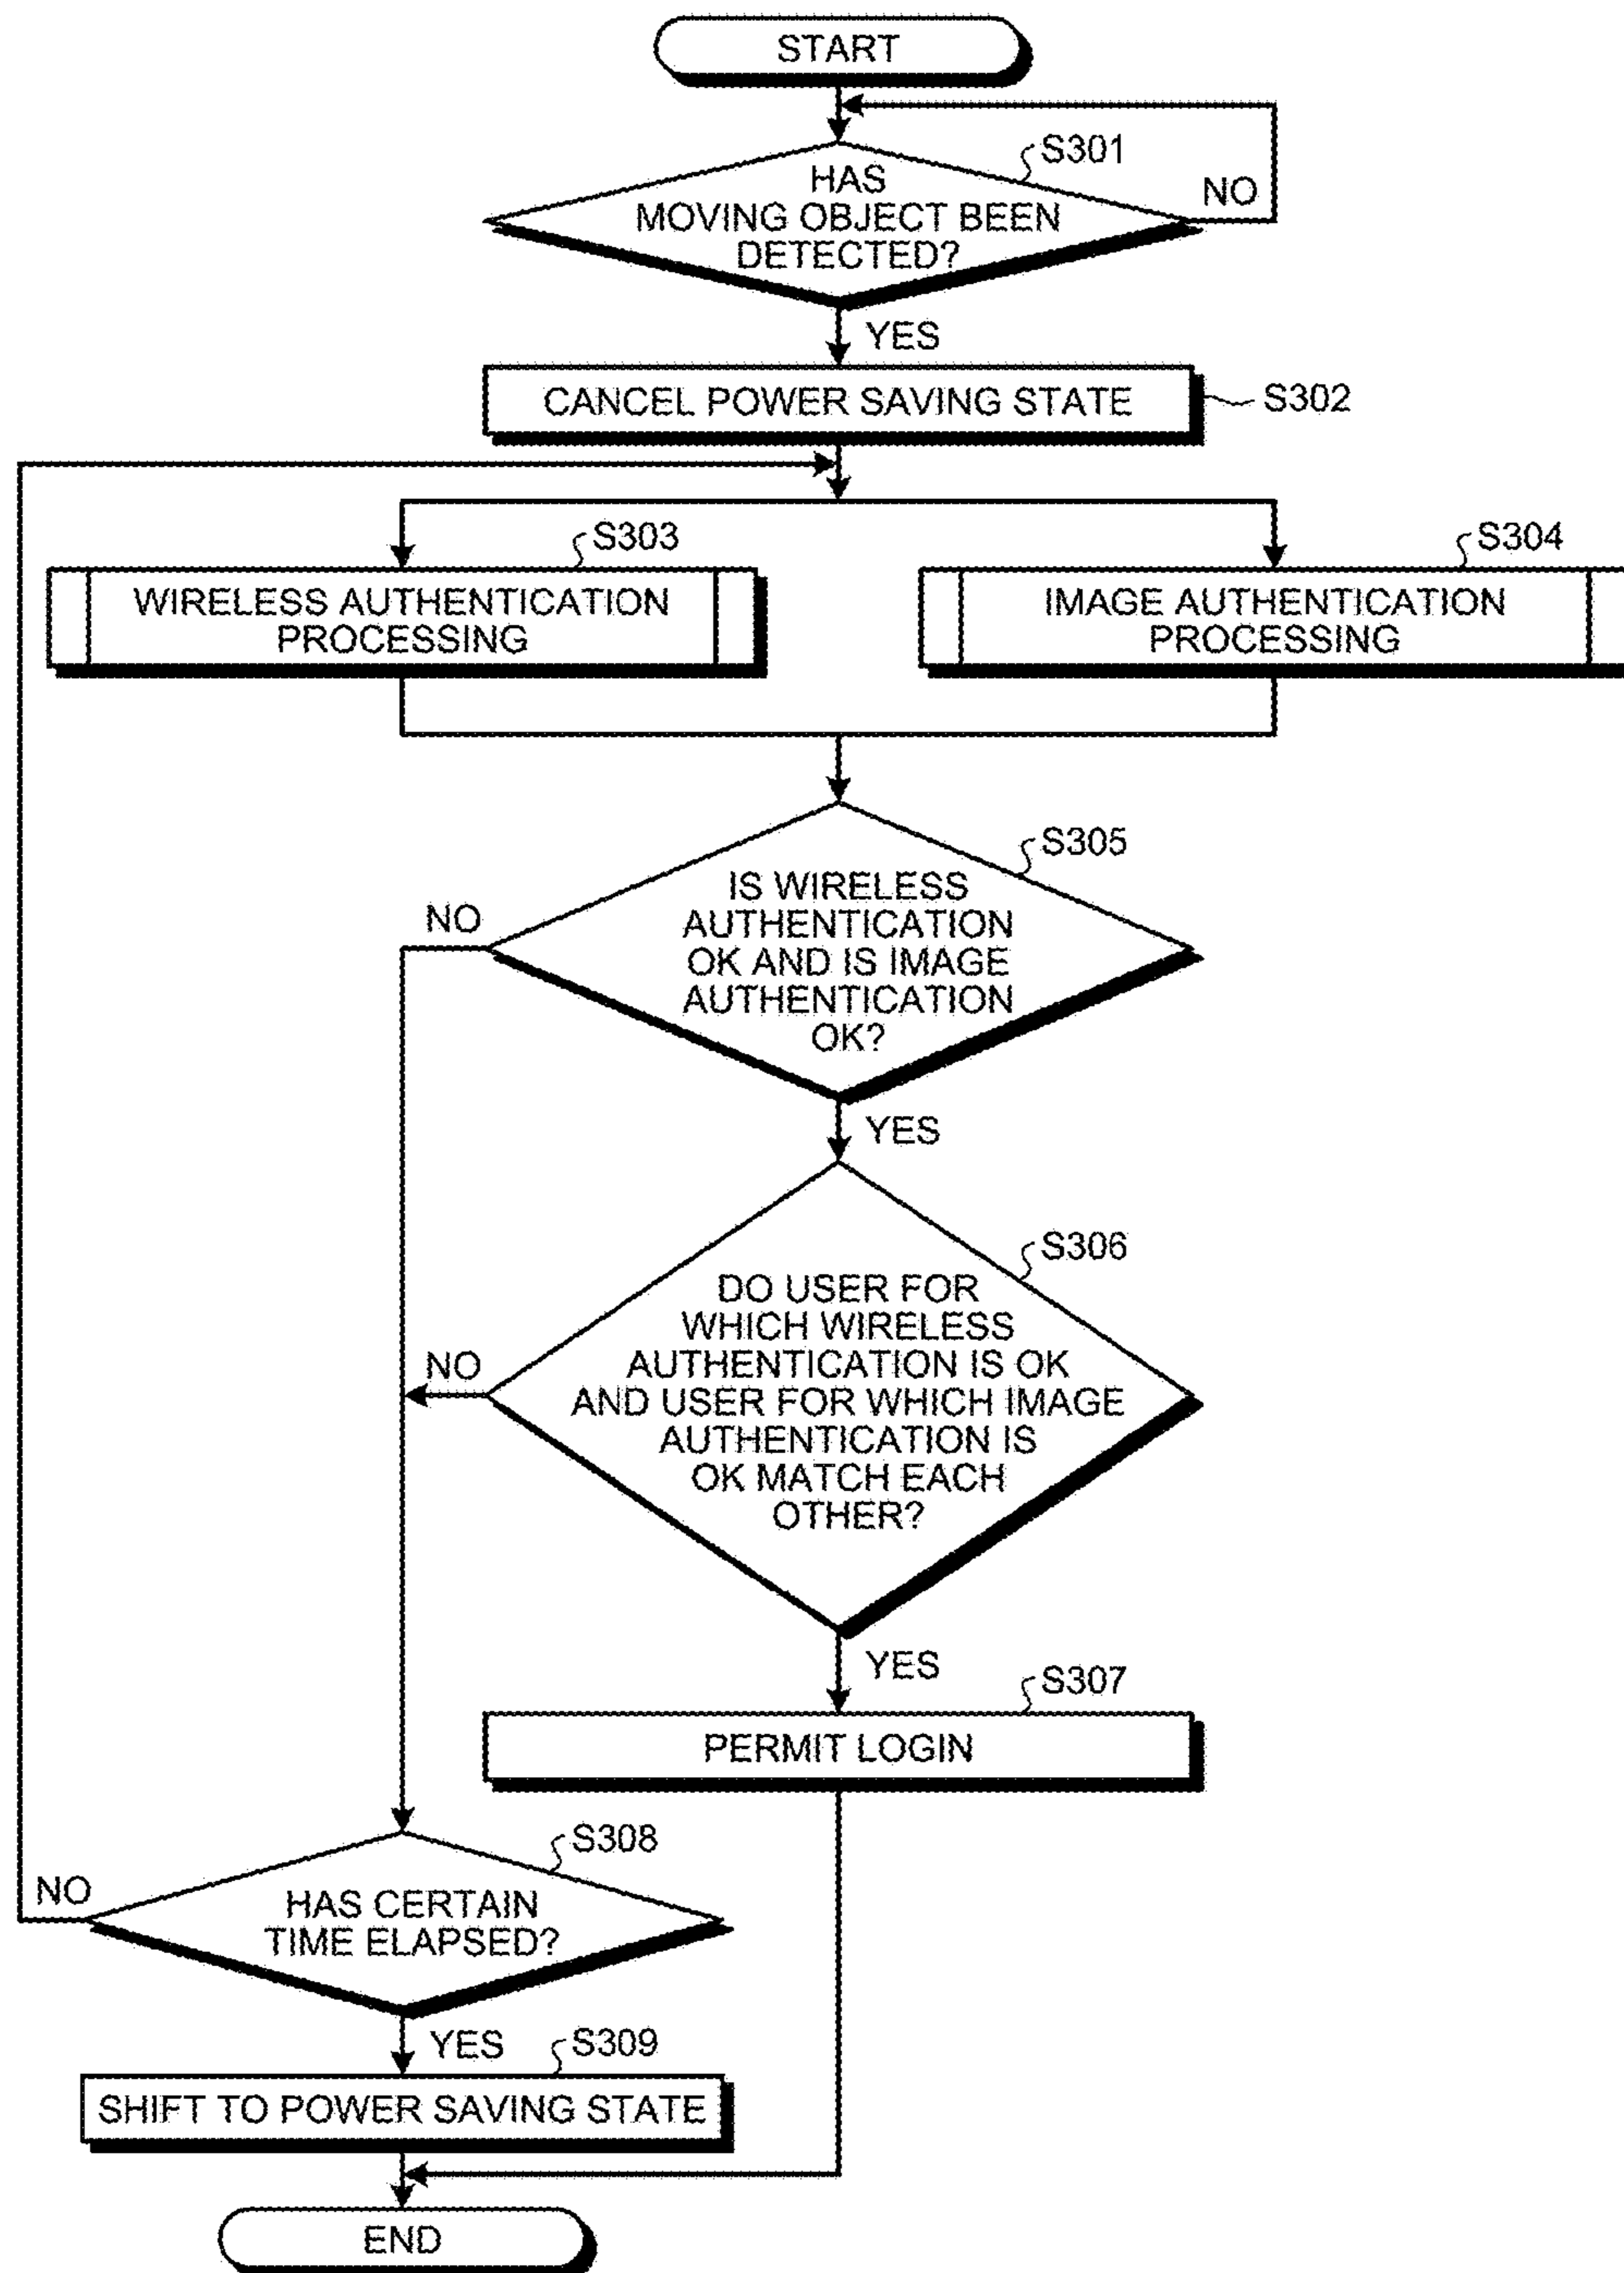 START
S301
HAS
MOVING OBJECT BEEN
DETECTED?
NO
YES
CANCEL POWER SAVING STATE
S302
S303
WIRELESS AUTHENTICATION
PROCESSING
S304
IMAGE AUTHENTICATION
PROCESSING
S305
IS WIRELESS
AUTHENTICATION
OK AND IS IMAGE
AUTHENTICATION
OK?
NO
YES
S306
DO USER FOR
WHICH WIRELESS
AUTHENTICATION IS OK
AND USER FOR WHICH IMAGE
AUTHENTICATION IS
OK MATCH EACH
OTHER?
NO
YES
S307
PERMIT LOGIN
S308
HAS CERTAIN
TIME ELAPSED?
NO
YES
S309
SHIFT TO POWER SAVING STATE
END